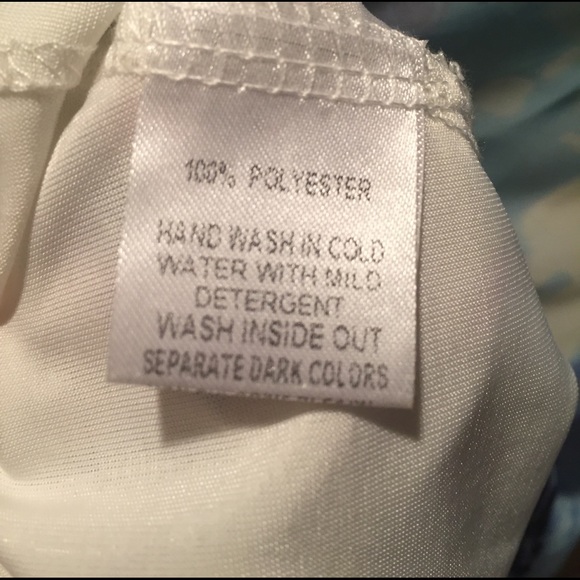 100% POLYESTER
HAND WASH IN COLD
WATER WITH MILD
DETERGENT
WASH INSIDE OUT
SEPARATE DARK COLORS